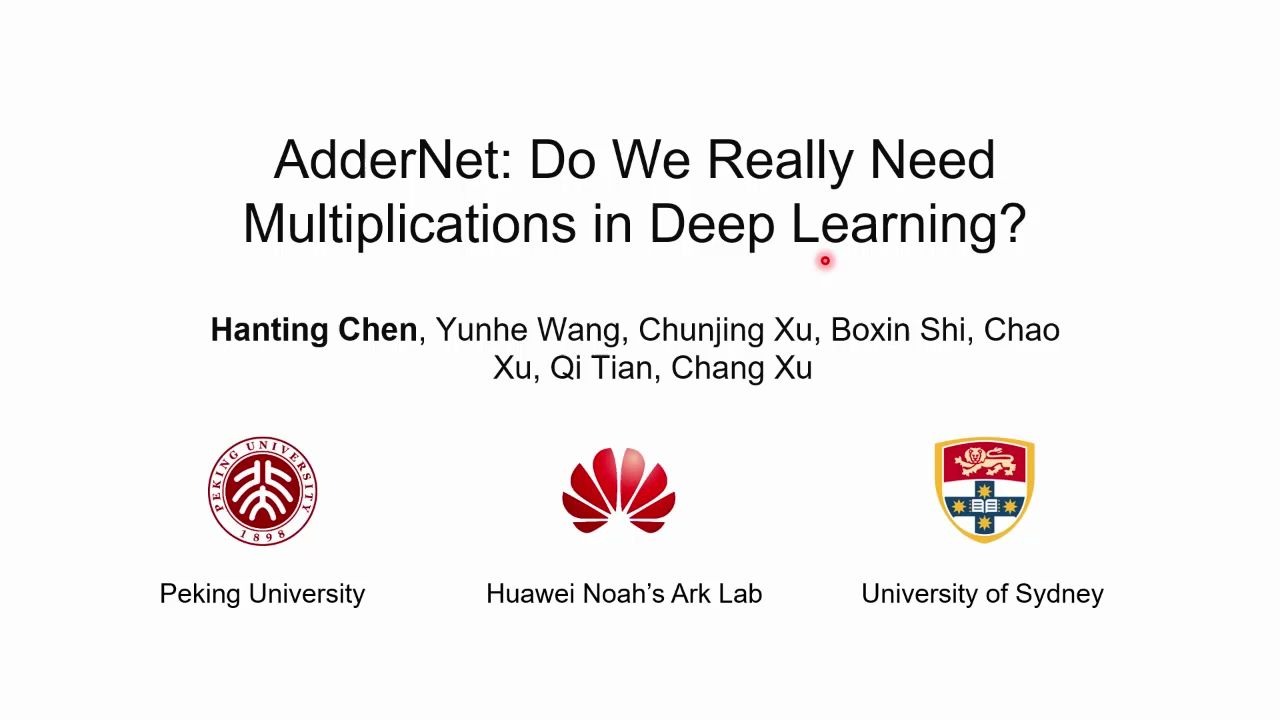 AdderNet: Do We Really Need
Multiplications in Deep Learning?
Hanting Chen, Yunhe Wang, Chunjing Xu, Boxin Shi, Chao
Xu, Qi Tian, Chang Xu
PEKING UNIVERSITY
1898
Peking University
Huawei Noah’s Ark Lab
University of Sydney